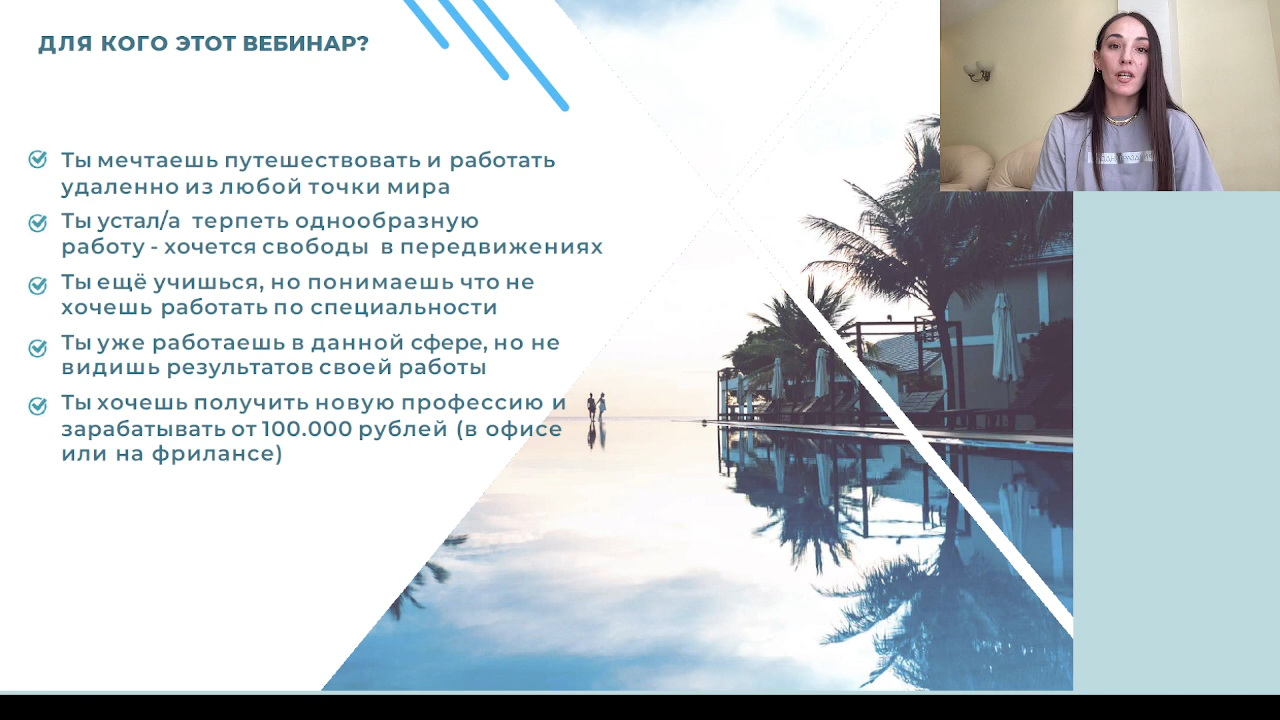 ДЛЯ КОГО ЭТОТ ВЕБИНАР?
Ты мечтаешь путешествовать и работать
удаленно из любой точки мира
Ты устал/а терпеть однообразную
работу - хочется свободы в передвижениях
Ты ещё учишься, но понимаешь что не
хочешь работать по специальности
Ты уже работаешь в данной сфере, но не
видишь результатов своей работы
Ты хочешь получить новую профессию и
зарабатывать от 100.000 рублей (в офисе
или на фрилансе)